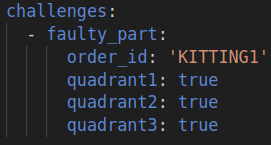 challenges:
  - faulty_part:
      order_id: 'KITTING1'
      quadrant1: true
      quadrant2: true
      quadrant3: true